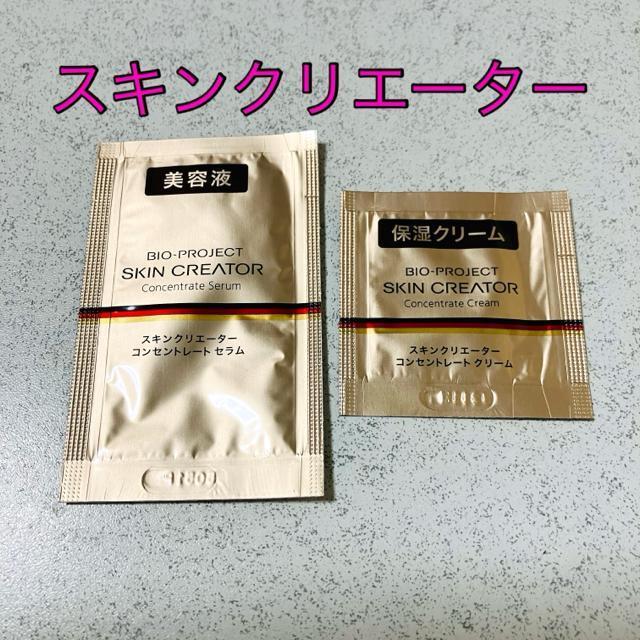 スキンクリエーター
美容液
BIO-PROJECT
SKIN CREATOR
Concentrate Serum
スキンクリエーター
コンセントレート セラム
保湿クリーム
BIO-PROJECT
SKIN CREATOR
Concentrate Cream
スキンクリエーター
コンセントレート クリーム